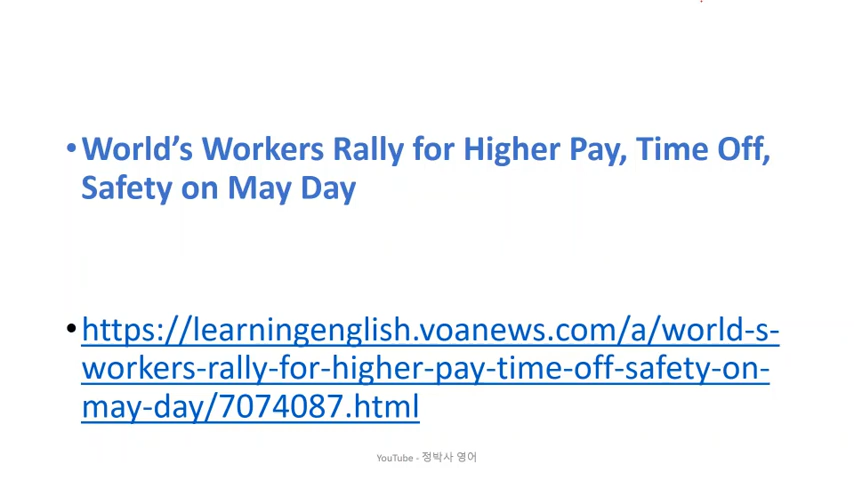 •World’s Workers Rally for Higher Pay, Time Off,
Safety on May Day
•https://learningenglish.voanews.com/a/world-s-
workers-rally-for-higher-pay-time-off-safety-on-
may-day/7074087.html
YouTube - 정박사 영어